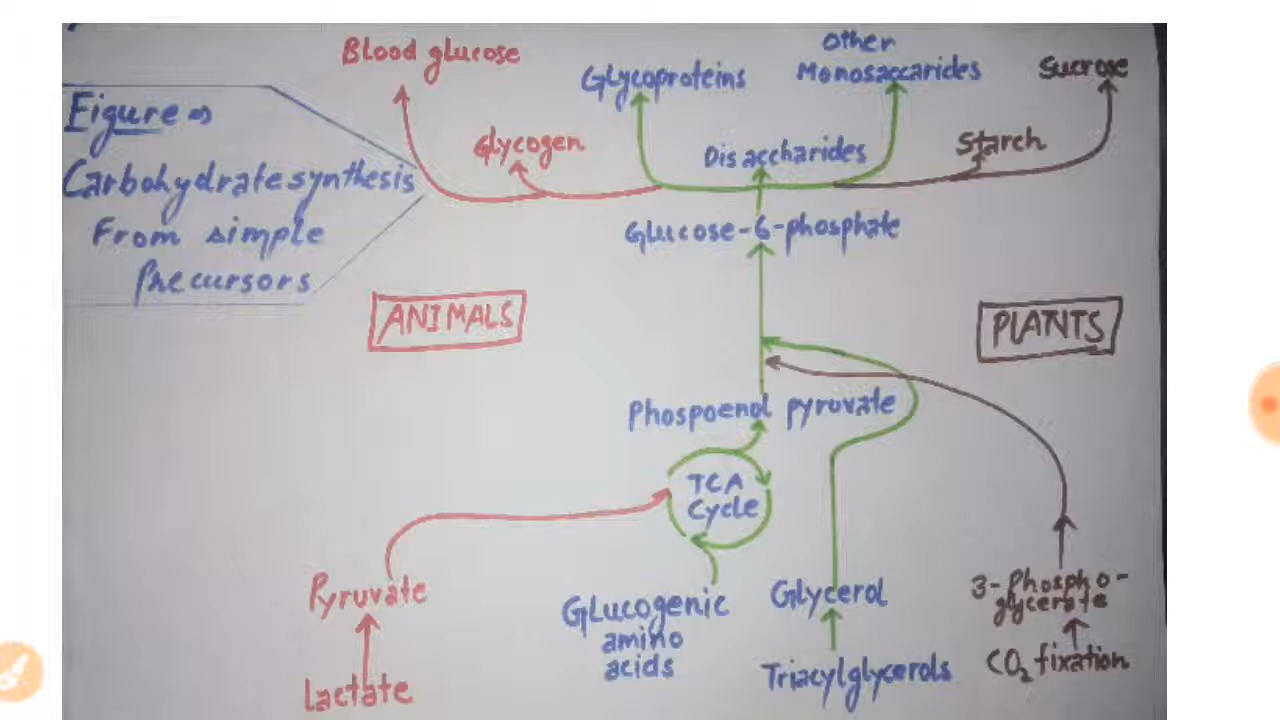 Figure ⇒
Carbohydrate synthesis
From simple
Precursors
Blood glucose
Glycogen
Glycoproteins
Disaccharides
Other
Monosaccarides
Starch
Sucrose
Glucose-6-phosphate
ANIMALS
PLANTS
Phospoenol pyruvate
TCA
Cycle
Pyruvate
Lactate
Glucogenic
amino
acids
Glycerol
Triacylglycerols
3-Phospho-
glycerate
CO₂ fixation